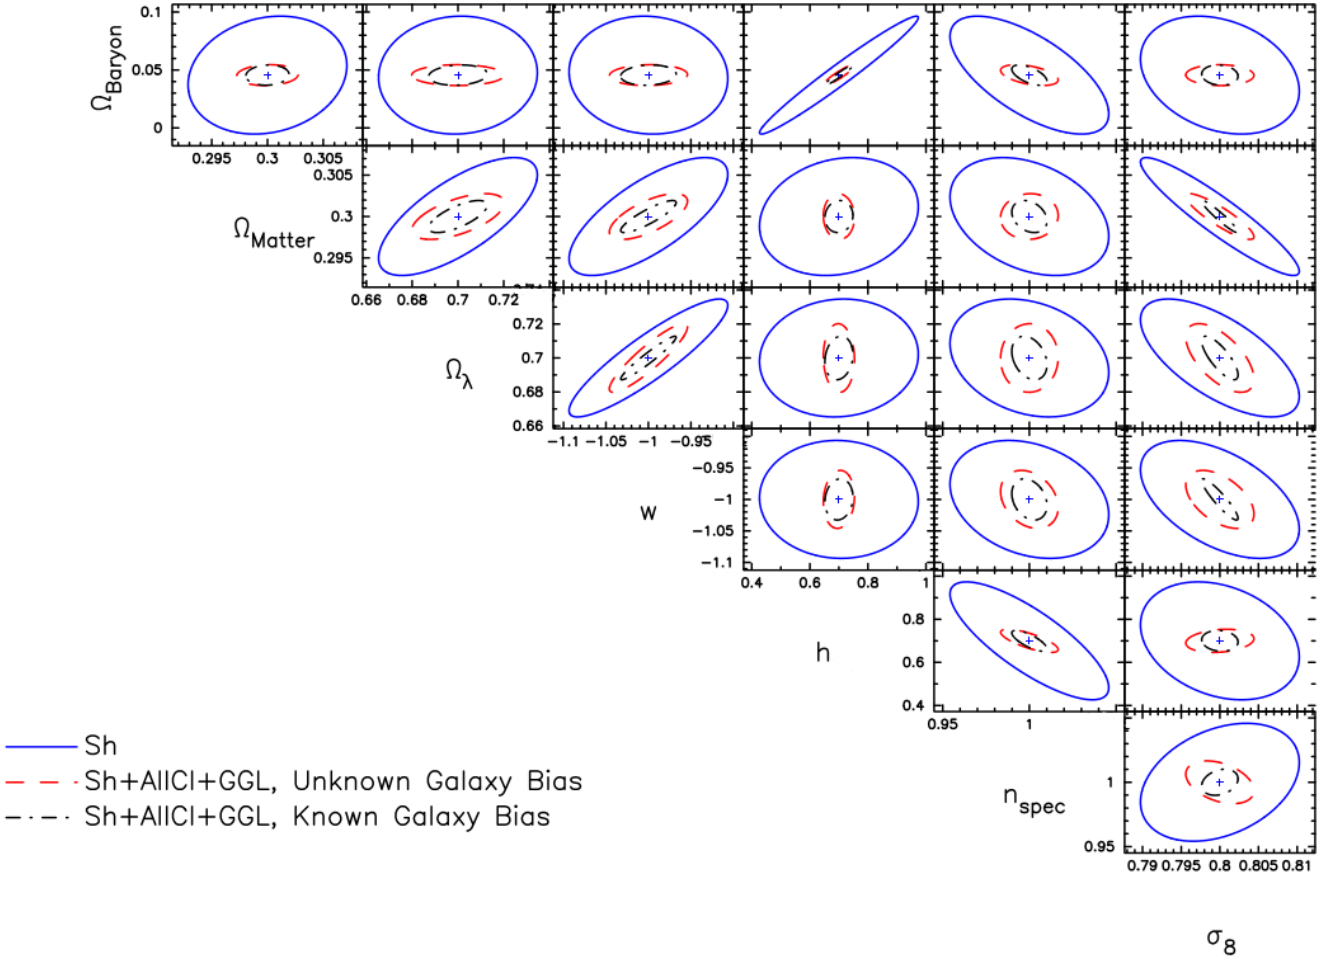 0.1
0.05
0
Ω_Baryon
0.295 0.3 0.305
0.305
0.3
0.295
Ω_Matter
0.66 0.68 0.7 0.72
0.72
0.7
0.68
0.66
Ω_λ
−1.1 −1.05 −1 −0.95
−0.95
−1
−1.05
−1.1
w
0.4 0.6 0.8 1
0.8
0.6
0.4
h
0.95 1
Sh
Sh+AllCl+GGL, Unknown Galaxy Bias
Sh+AllCl+GGL, Known Galaxy Bias
1
0.95
n_spec
0.79 0.795 0.8 0.805 0.81
σ_8